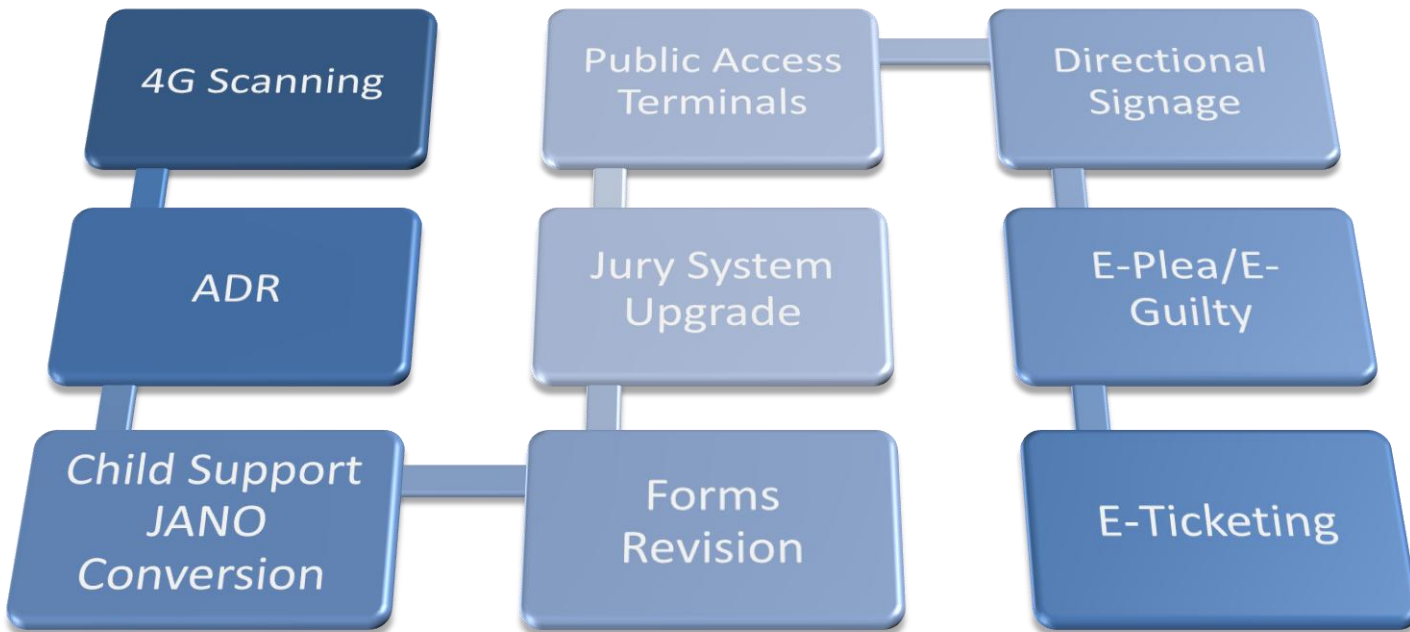 4G Scanning
ADR
Child Support
JANO
Conversion
Forms
Revision
Jury System
Upgrade
Public Access
Terminals
Directional
Signage
E-Plea/E-
Guilty
E-Ticketing